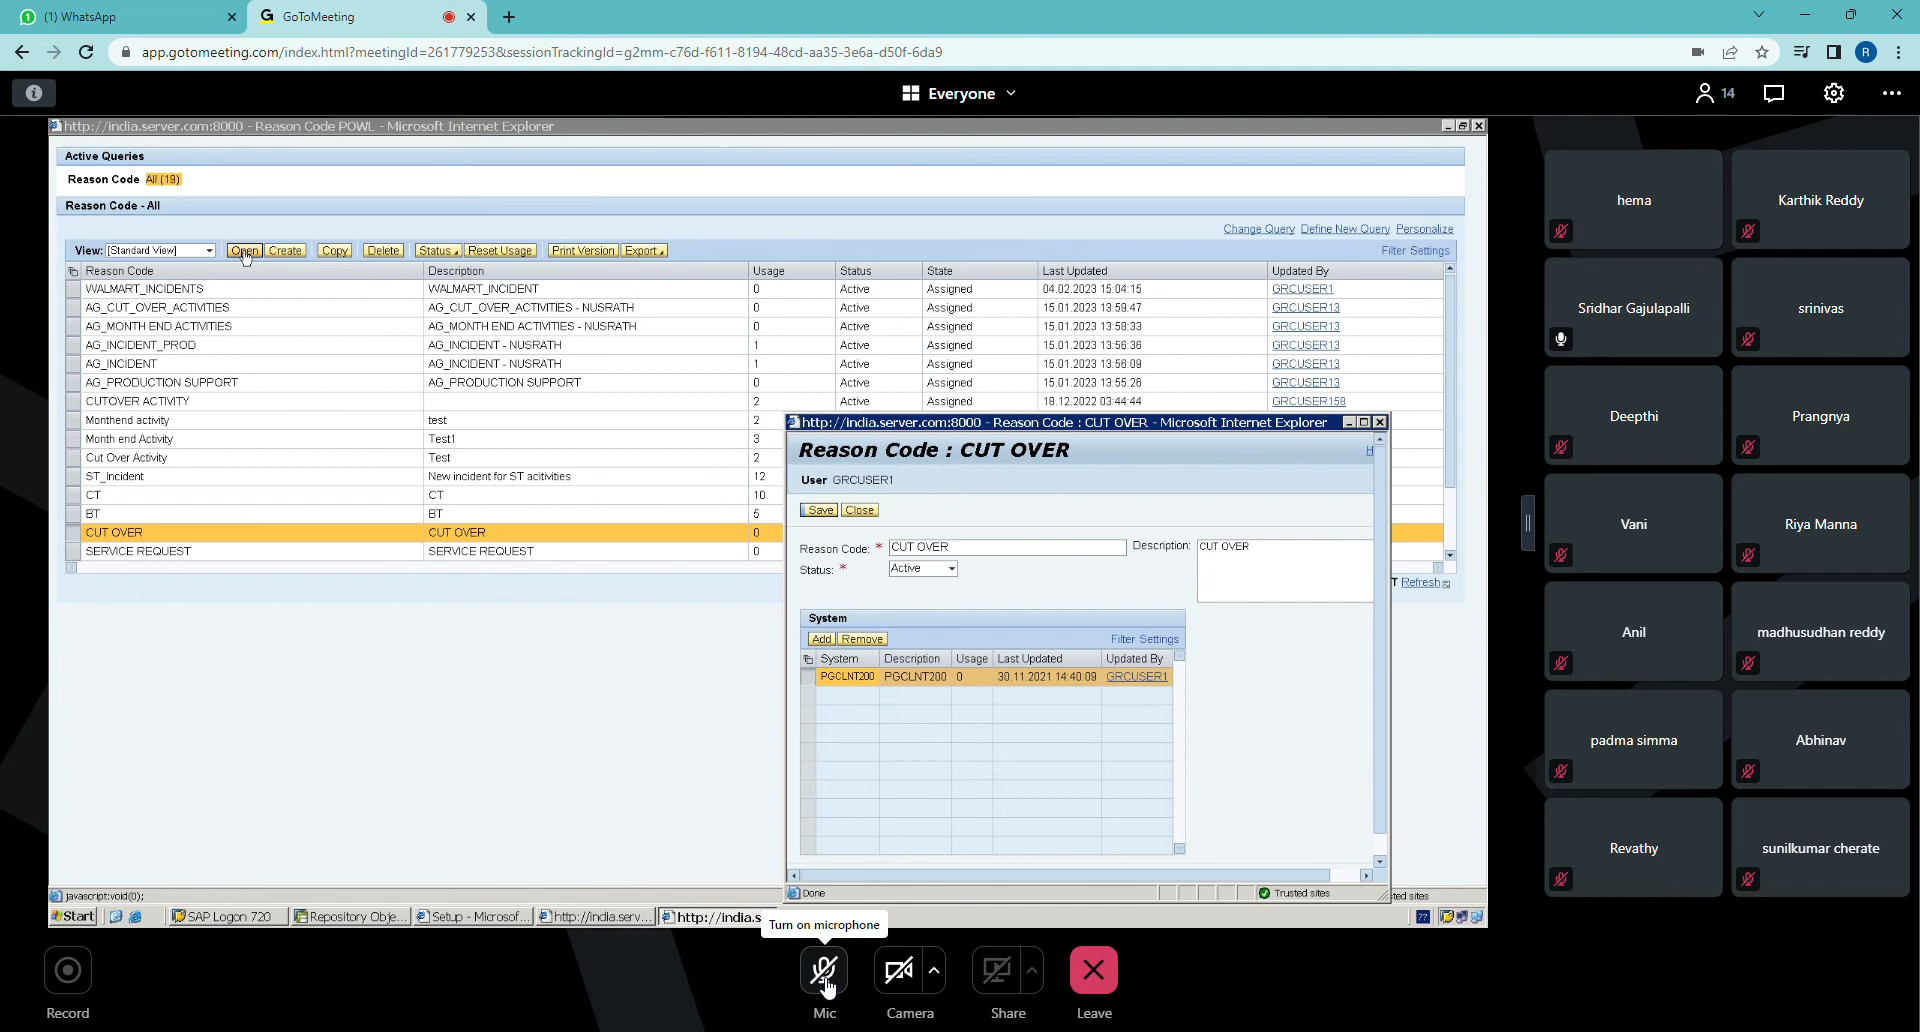 (1) WhatsApp
GoToMeeting
app.gotomeeting.com/index.html?meetingId=261779253&sessionTrackingId=g2mm-c76d-f611-8194-48cd-aa35-3e6a-d50f-6da9
R
Everyone
14
http://india.server.com:8000 - Reason Code POWL - Microsoft Internet Explorer
Active Queries
Reason Code All (19)
Reason Code - All
Change Query Define New Query Personalize
View: [Standard View] Open Create Copy Delete Status Reset Usage Print Version Export Filter Settings
Reason Code Description Usage Status State Last Updated Updated By
WALMART_INCIDENTS WALMART_INCIDENT 0 Active Assigned 04.02.2023 15:04:15 GRCUSER1
AG_CUT_OVER_ACTIVITIES AG_CUT_OVER_ACTIVITIES - NUSRATH 0 Active Assigned 15.01.2023 13:59:47 GRCUSER13
AG_MONTH END ACTIVITIES AG_MONTH END ACTIVITIES - NUSRATH 0 Active Assigned 15.01.2023 13:58:33 GRCUSER13
AG_INCIDENT_PROD AG_INCIDENT - NUSRATH 1 Active Assigned 15.01.2023 13:56:36 GRCUSER13
AG_INCIDENT AG_INCIDENT - NUSRATH 1 Active Assigned 15.01.2023 13:56:09 GRCUSER13
AG_PRODUCTION SUPPORT AG_PRODUCTION SUPPORT 0 Active Assigned 15.01.2023 13:55:26 GRCUSER13
CUTOVER ACTIVITY 2 Active Assigned 18.12.2022 03:44:44 GRCUSER158
Monthend activity test 2
Month end Activity Test1 3
Cut Over Activity Test 2
ST_Incident New incident for ST acitivities 12
CT CT 10
BT BT 5
CUT OVER CUT OVER 0
SERVICE REQUEST SERVICE REQUEST 0
T Refresh
http://india.server.com:8000 - Reason Code : CUT OVER - Microsoft Internet Explorer
Reason Code : CUT OVER
H
User GRCUSER1
Save Close
Reason Code: * CUT OVER Description: CUT OVER
Status: * Active
System
Add Remove Filter Settings
System Description Usage Last Updated Updated By
PGCLNT200 PGCLNT200 0 30.11.2021 14:40:09 GRCUSER1
Done Trusted sites
javascript:void(0); ted sites
Start SAP Logon 720 Repository Obje... Setup - Microsof... http://india.serv... http://india.s
??
Turn on microphone
Record
Mic
Camera
Share
Leave
hema
Karthik Reddy
Sridhar Gajulapalli
srinivas
Deepthi
Prangnya
Vani
Riya Manna
Anil
madhusudhan reddy
padma simma
Abhinav
Revathy
sunilkumar cherate